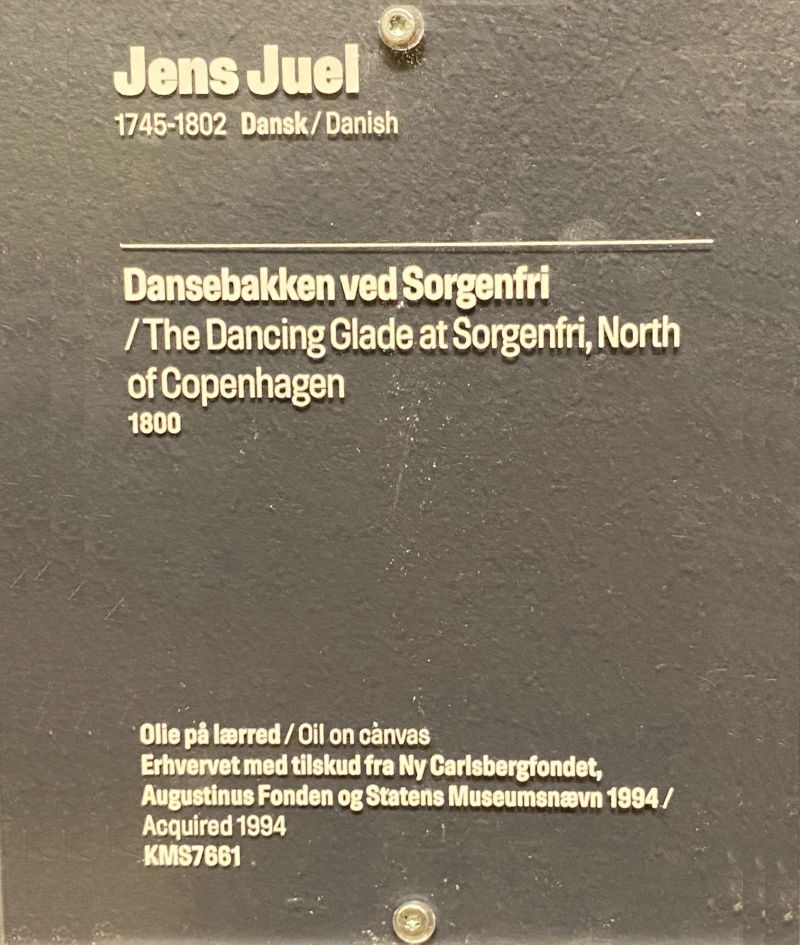 Jens Juel
1745-1802 Dansk / Danish
Dansebakken ved Sorgenfri
/ The Dancing Glade at Sorgenfri, North
of Copenhagen
1800
Olie på lærred / Oil on canvas
Erhvervet med tilskud fra Ny Carlsbergfondet,
Augustinus Fonden og Statens Museumsnævn 1994 /
Acquired 1994
KMS7661